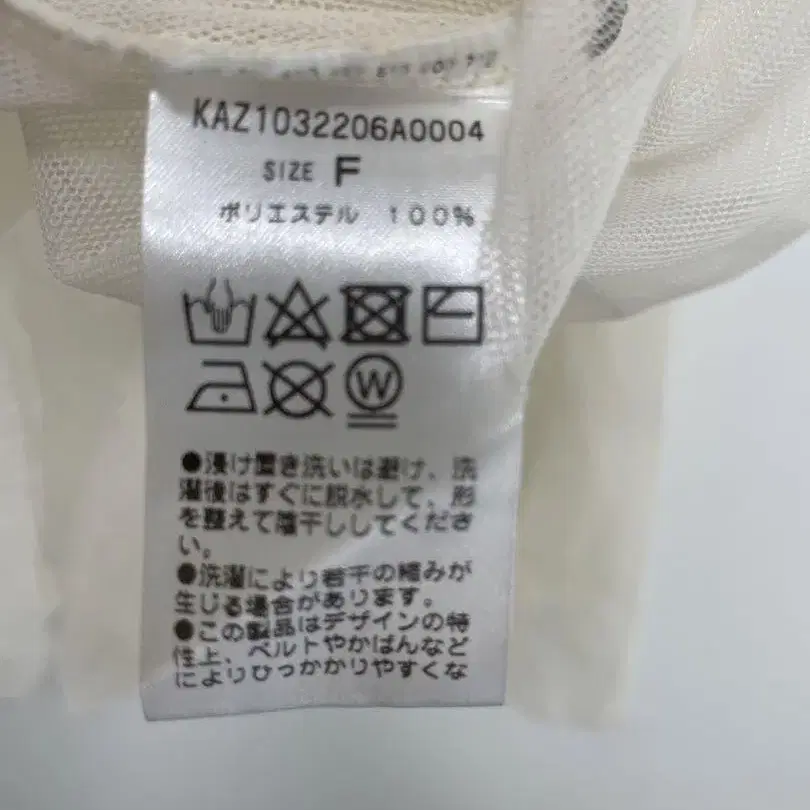 KAZ1032206A0004
SIZE F
ポリエステル 100%
W
●浸け置き洗いは避け、洗
濯後はすぐに脱水して、形
を整えて陰干ししてくださ
い。
●洗濯により若干の縮みが
生じる場合があります。
●この製品はデザインの特
性上、ベルトやかばんなど
によりひっかかりやすくな